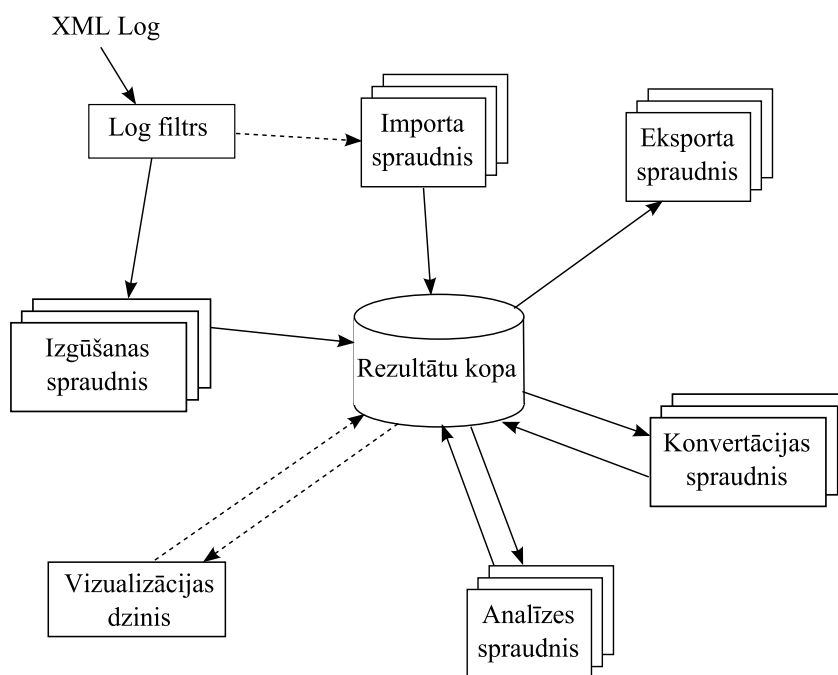 XML Log
Log filtrs
Importa
spraudnis
Eksporta
spraudnis
Izgūšanas
spraudnis
Rezultātu kopa
Konvertācijas
spraudnis
Vizualizācijas
dzinis
Analīzes
spraudnis